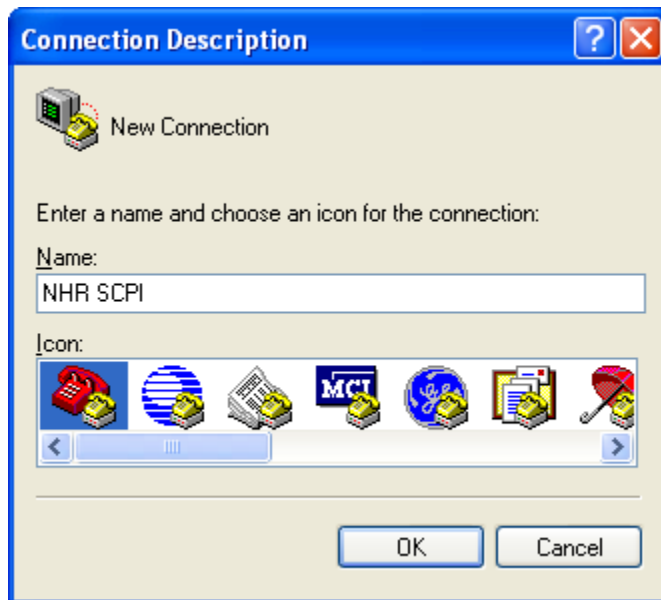 Connection Description
New Connection
Enter a name and choose an icon for the connection:
Name:
NHR SCPI
Icon:
MCI
OK
Cancel